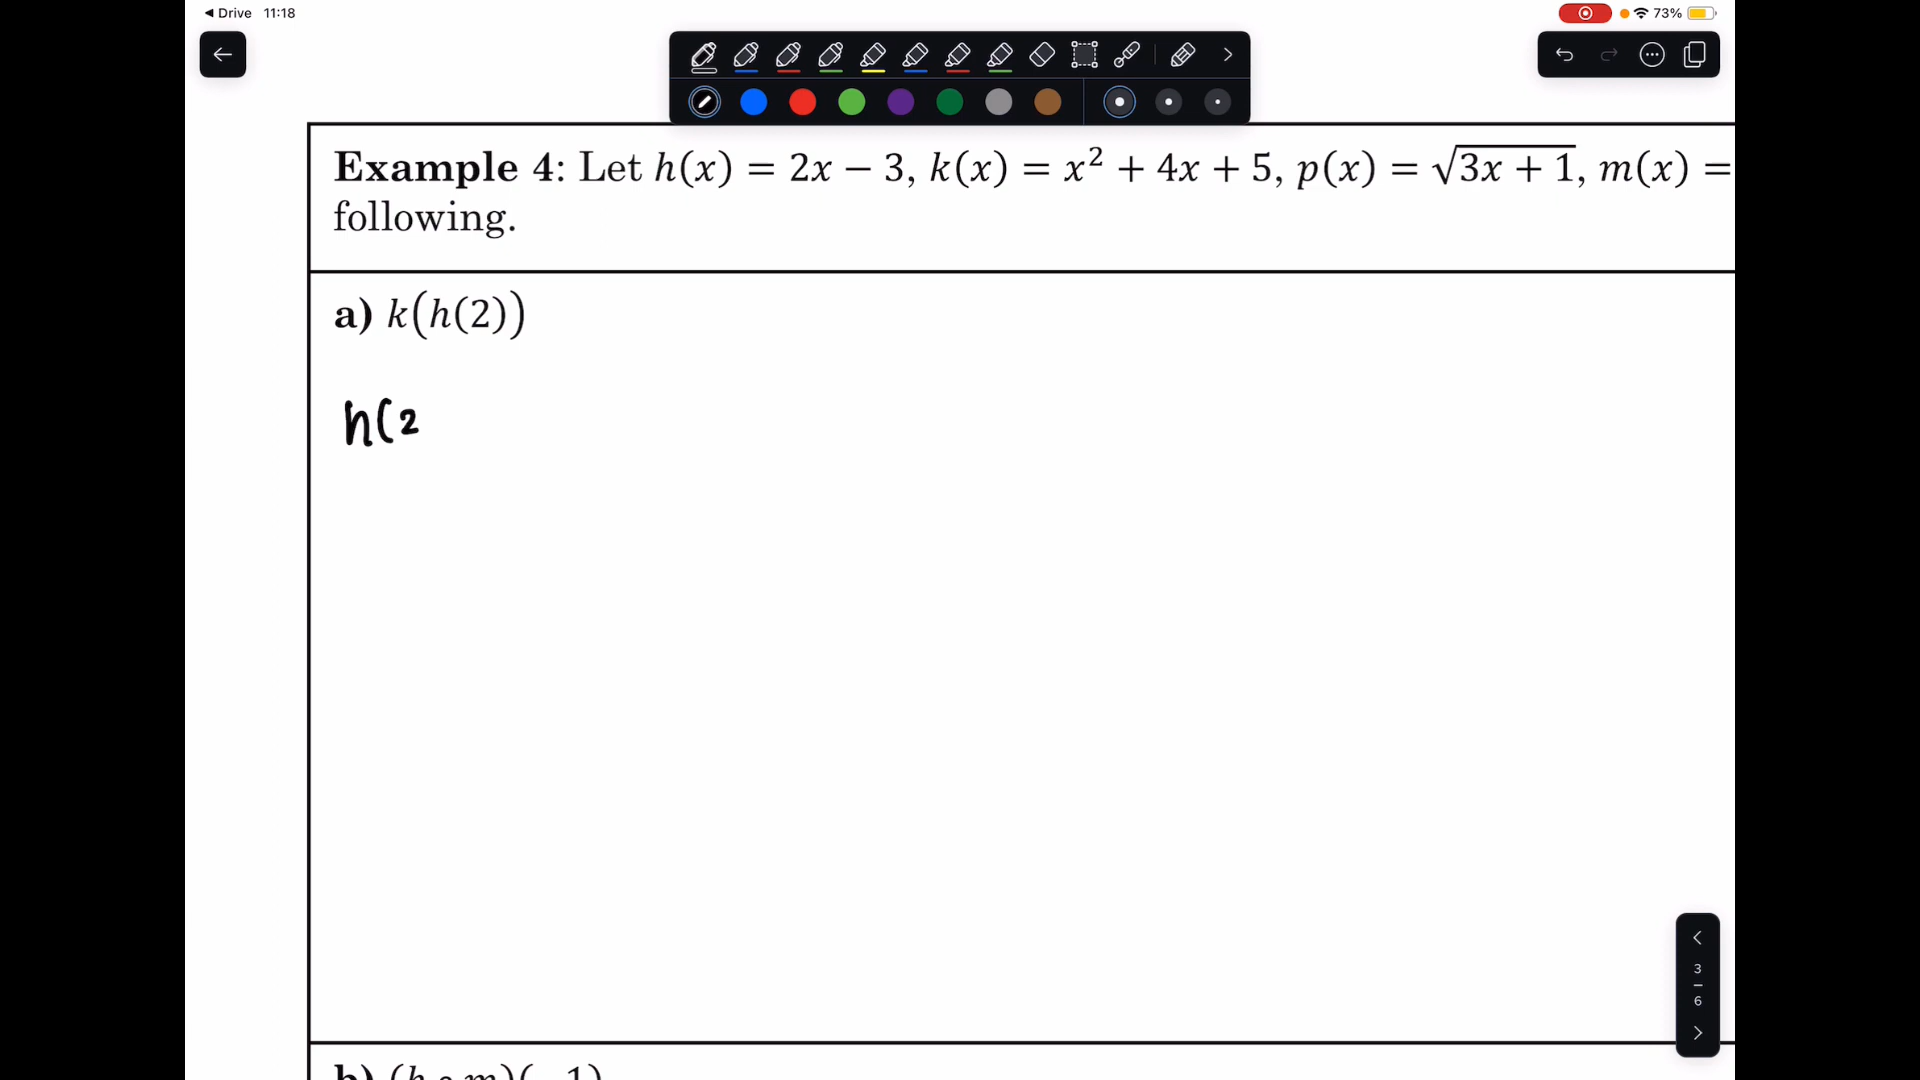 Drive 11:18
73%
Example 4: Let h(x) = 2x − 3, k(x) = x² + 4x + 5, p(x) = √(3x + 1), m(x) =
following.
a) k(h(2))
h(2
3
6
b) (h ∘ m)(−1)